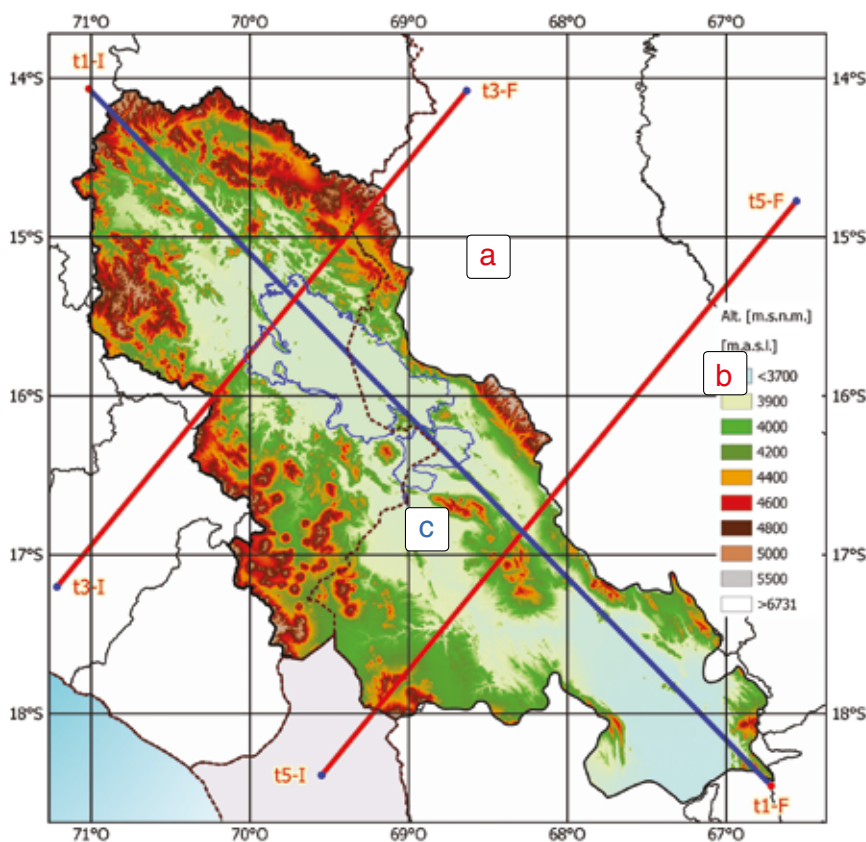 71°O 70°O 69°O 68°O 67°O
t1-I
14°S 14°S
t3-F
t5-F
15°S 15°S
a
Alt. [m.s.n.m.]
[m.a.s.l.]
b
<3700
16°S 16°S
3900
4000
4200
4400
4600
c
4800
17°S 17°S
5000
5500
t3-I
>6731
18°S 18°S
t5-I
t1-F
71°O 70°O 69°O 68°O 67°O